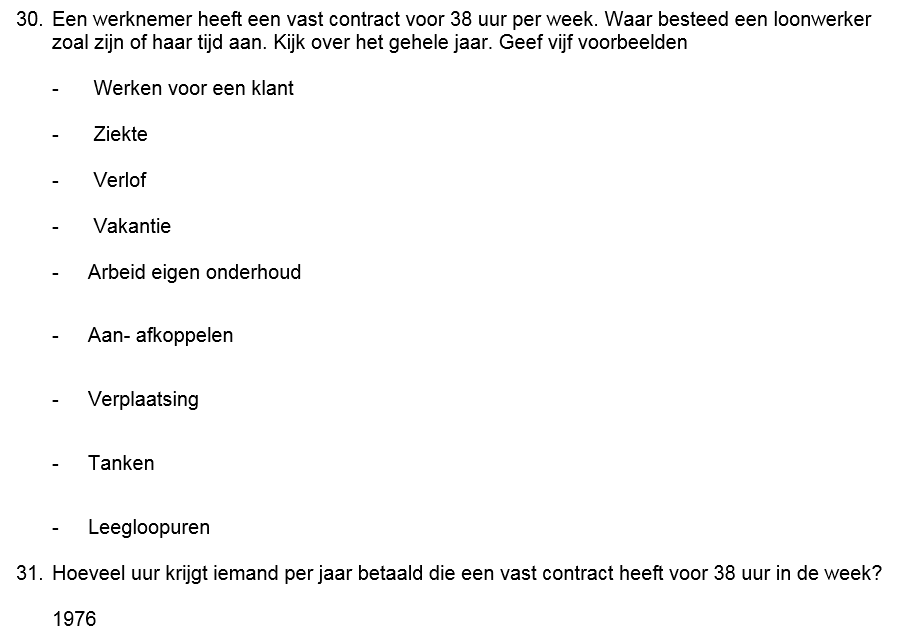 30. Een werknemer heeft een vast contract voor 38 uur per week. Waar besteed een loonwerker
zoal zijn of haar tijd aan. Kijk over het gehele jaar. Geef vijf voorbeelden
- Werken voor een klant
- Ziekte
- Verlof
- Vakantie
- Arbeid eigen onderhoud
- Aan- afkoppelen
- Verplaatsing
- Tanken
- Leegloopuren
31. Hoeveel uur krijgt iemand per jaar betaald die een vast contract heeft voor 38 uur in de week?
1976